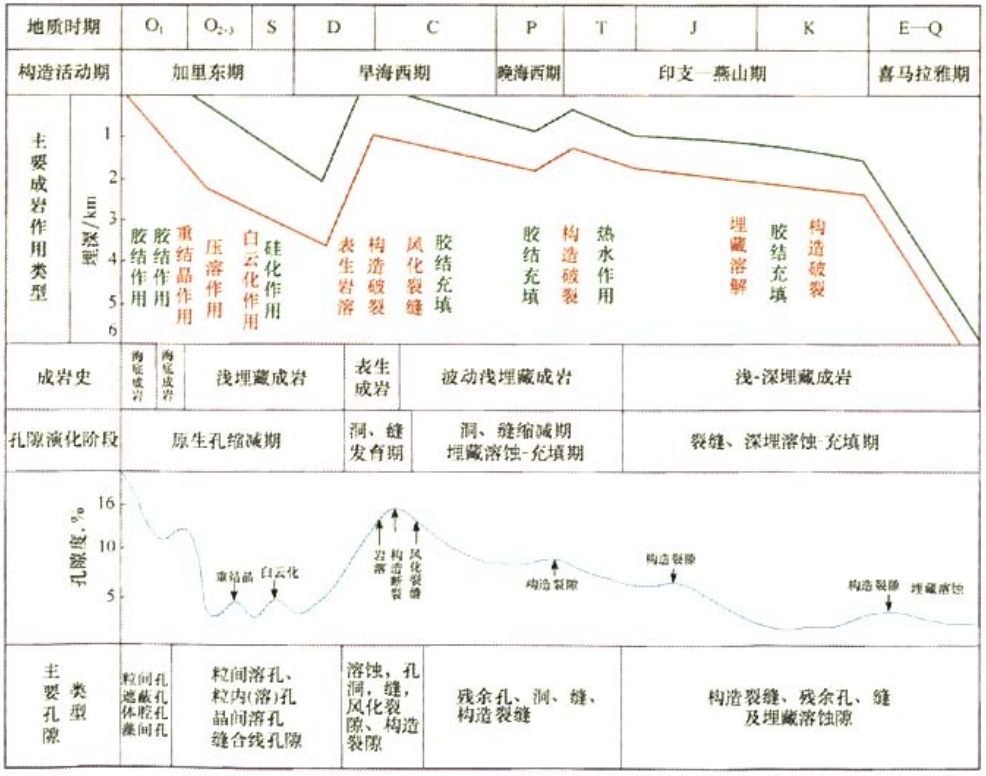 地质时期 O₁ O₂₊₃ S D C P T J K E—Q
构造活动期 加里东期 早海西期 晚海西期 印支—燕山期 喜马拉雅期
主要成岩作用类型
埋深/km
1
2
3
4
5
6
胶结作用
胶结作用
重结晶作用
压溶作用
白云化作用
硅化作用
表生岩溶
构造破裂
风化裂缝
胶结充填
胶结充填
构造破裂
热水作用
埋藏溶解
胶结充填
构造破裂
成岩史 海底成岩 海底成岩 浅埋藏成岩 表生成岩 波动浅埋藏成岩 浅-深埋藏成岩
孔隙演化阶段 原生孔缩减期
洞、缝
发育期
洞、缝缩减期
埋藏溶蚀-充填期
裂缝、深埋溶蚀-充填期
孔隙度,%
16
10
5
重结晶
白云化
岩溶
构造断裂
风化裂缝
构造裂隙
构造裂隙
构造裂隙
埋藏溶蚀
主要孔隙
类型
粒间孔
遮蔽孔
体腔孔
藻间孔
粒间溶孔、
粒内(溶)孔
晶间溶孔
缝合线孔隙
溶蚀,孔
洞,缝,
风化裂
隙、构造
裂隙
残余孔、洞、缝、
构造裂缝
构造裂缝、残余孔、缝
及埋藏溶蚀隙